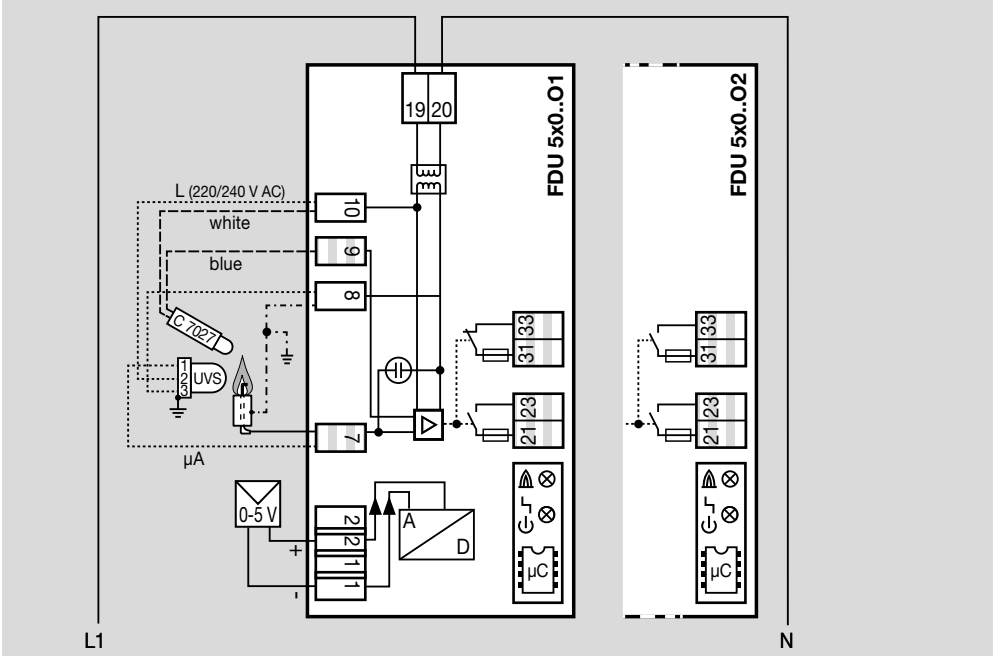 19 20
FDU 5x0..O1
FDU 5x0..O2
L (220/240 V AC)
10
white
9
blue
8
C 7027
33
31
33
31
1
2
3
UVS
23
21
23
21
7
µA
0-5 V
2
2
1
1
+
-
A
D
µC
µC
L1
N